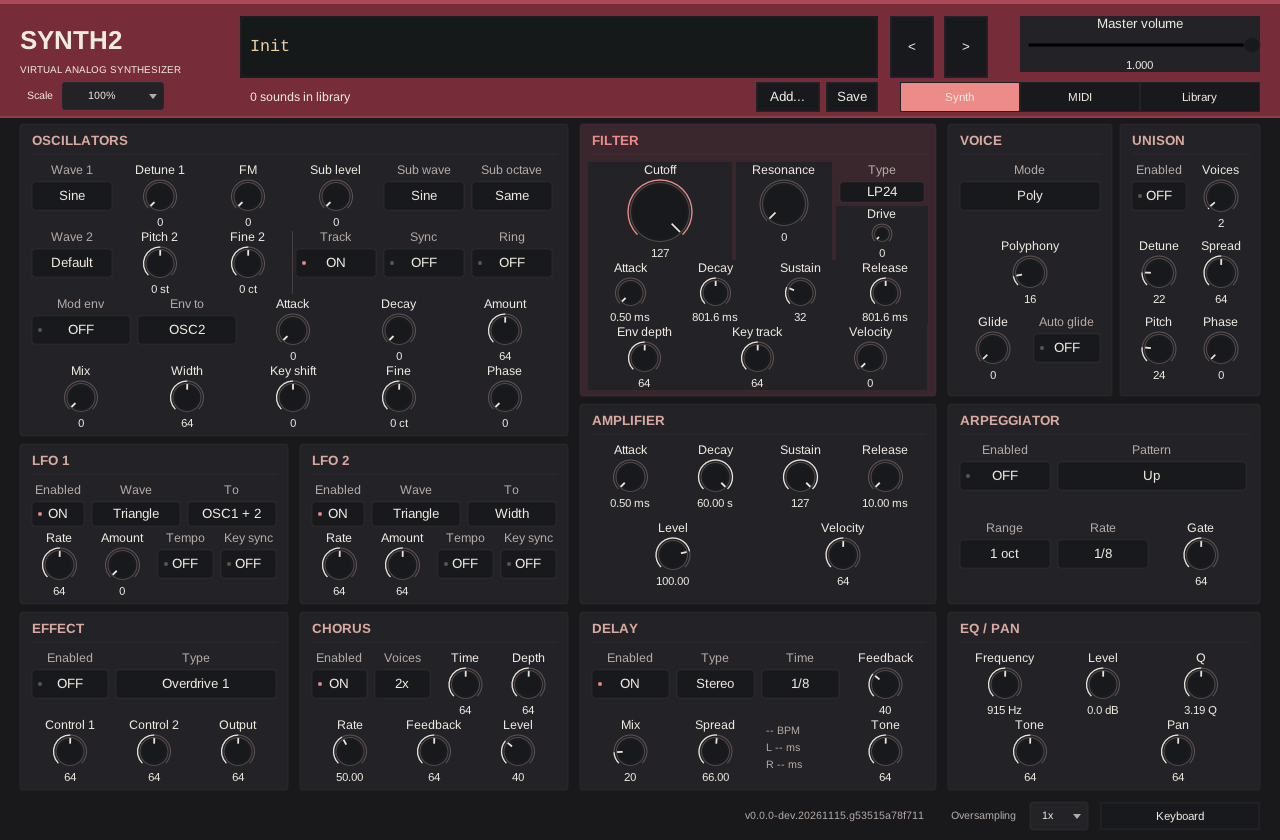 SYNTH2
VIRTUAL ANALOG SYNTHESIZER
Scale 100%
Init
0 sounds in library
Add... Save
< >
Master volume
1.000
Synth MIDI Library
OSCILLATORS
Wave 1 Detune 1 FM Sub level Sub wave Sub octave
Sine 0 0 0 Sine Same
Wave 2 Pitch 2 Fine 2 Track Sync Ring
Default 0 st 0 ct ON OFF OFF
Mod env Env to Attack Decay Amount
OFF OSC2 0 0 64
Mix Width Key shift Fine Phase
0 64 0 0 ct 0
FILTER
Cutoff Resonance Type
LP24
Drive
127 0 0
Attack Decay Sustain Release
0.50 ms 801.6 ms 32 801.6 ms
Env depth Key track Velocity
64 64 0
VOICE
Mode
Poly
Polyphony
16
Glide Auto glide
0 OFF
UNISON
Enabled Voices
OFF 2
Detune Spread
22 64
Pitch Phase
24 0
LFO 1
Enabled Wave To
ON Triangle OSC1 + 2
Rate Amount Tempo Key sync
64 0 OFF OFF
LFO 2
Enabled Wave To
ON Triangle Width
Rate Amount Tempo Key sync
64 64 OFF OFF
AMPLIFIER
Attack Decay Sustain Release
0.50 ms 60.00 s 127 10.00 ms
Level Velocity
100.00 64
ARPEGGIATOR
Enabled Pattern
OFF Up
Range Rate Gate
1 oct 1/8 64
EFFECT
Enabled Type
OFF Overdrive 1
Control 1 Control 2 Output
64 64 64
CHORUS
Enabled Voices Time Depth
ON 2x 64 64
Rate Feedback Level
50.00 64 40
DELAY
Enabled Type Time Feedback
ON Stereo 1/8 40
Mix Spread Tone
20 66.00 64
-- BPM
L -- ms
R -- ms
EQ / PAN
Frequency Level Q
915 Hz 0.0 dB 3.19 Q
Tone Pan
64 64
v0.0.0-dev.20261115.g53515a78f711 Oversampling 1x Keyboard